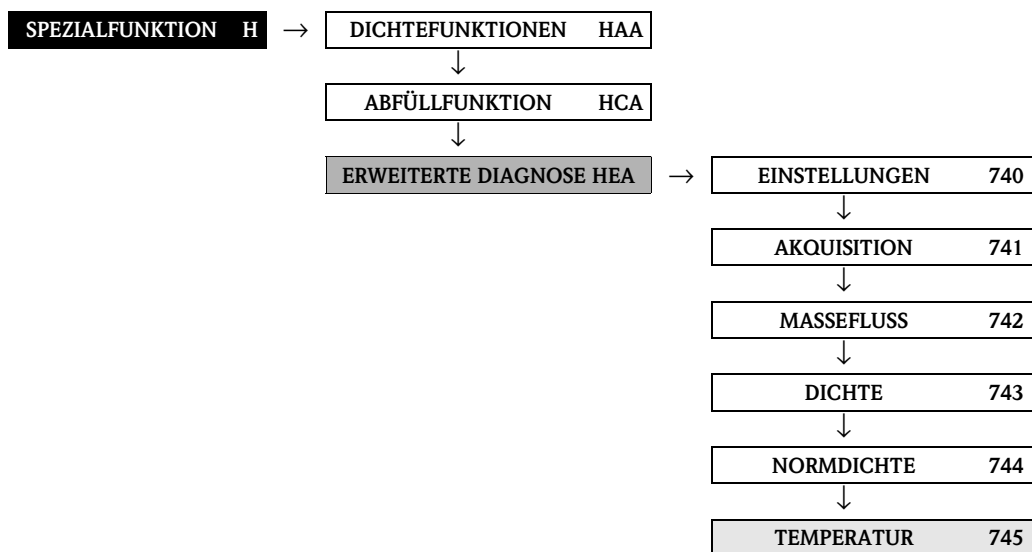 SPEZIALFUNKTION H → DICHTEFUNKTIONEN HAA
↓
ABFÜLLFUNKTION HCA
↓
ERWEITERTE DIAGNOSE HEA → EINSTELLUNGEN 740
↓
AKQUISITION 741
↓
MASSEFLUSS 742
↓
DICHTE 743
↓
NORMDICHTE 744
↓
TEMPERATUR 745